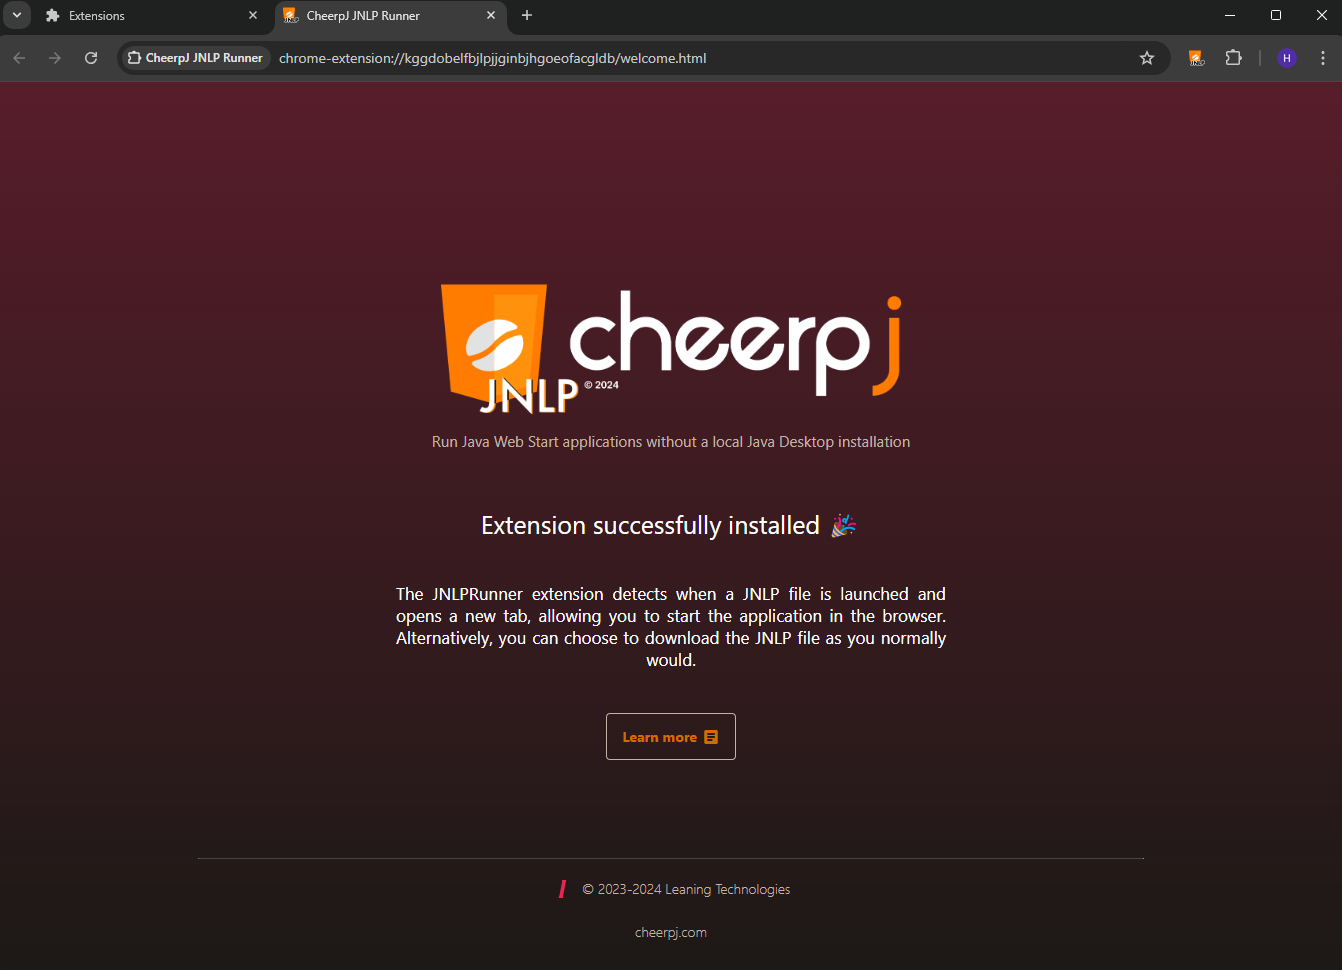 Extensions
CheerpJ JNLP Runner
CheerpJ JNLP Runner
chrome-extension://kggdobelfbjlpjjginbjhgoeofacgldb/welcome.html
JNLP
H
cheerpj
JNLP
© 2024
Run Java Web Start applications without a local Java Desktop installation
Extension successfully installed 🎉
The JNLPRunner extension detects when a JNLP file is launched and
opens a new tab, allowing you to start the application in the browser.
Alternatively, you can choose to download the JNLP file as you normally
would.
Learn more
© 2023-2024 Leaning Technologies
cheerpj.com